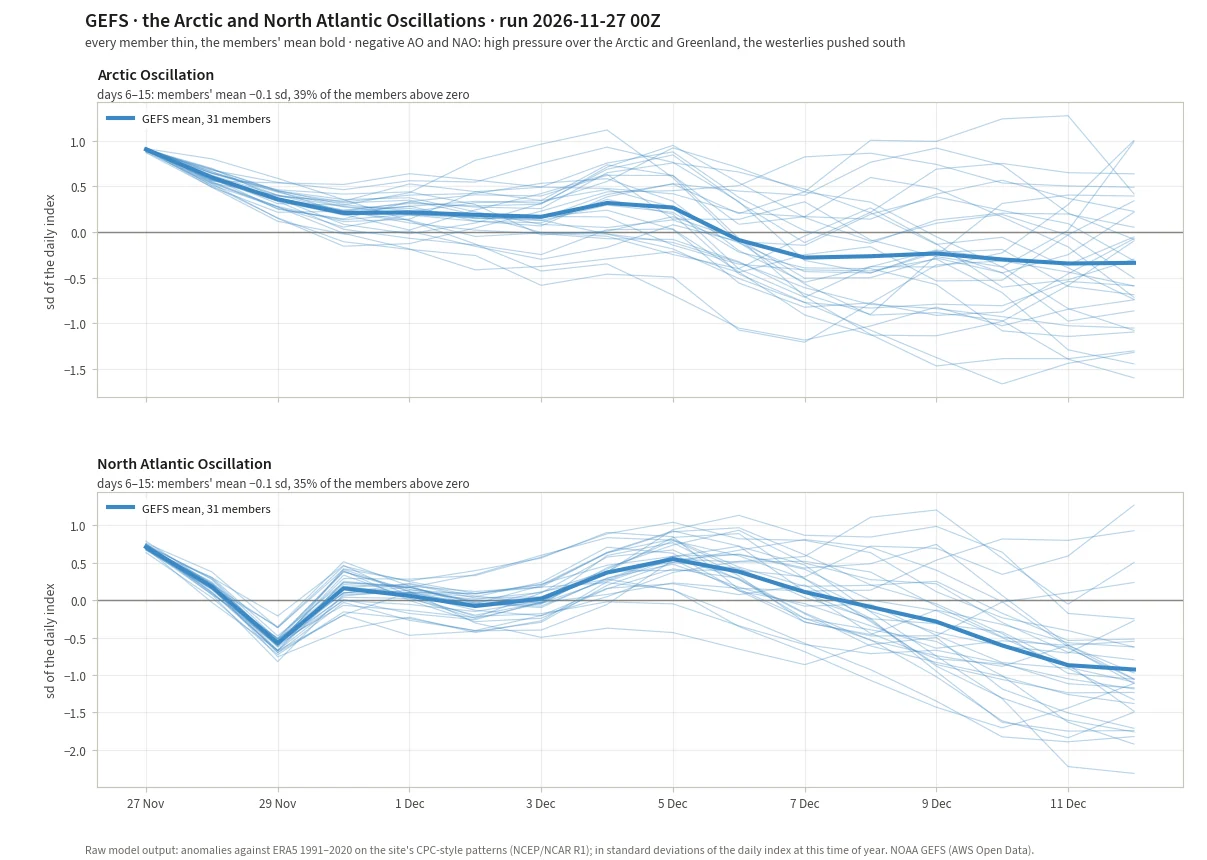 GEFS · the Arctic and North Atlantic Oscillations · run 2026-11-27 00Z
every member thin, the members' mean bold · negative AO and NAO: high pressure over the Arctic and Greenland, the westerlies pushed south
Arctic Oscillation
days 6–15: members' mean −0.1 sd, 39% of the members above zero
GEFS mean, 31 members
1.0
0.5
0.0
−0.5
−1.0
−1.5
sd of the daily index
North Atlantic Oscillation
days 6–15: members' mean −0.1 sd, 35% of the members above zero
GEFS mean, 31 members
1.0
0.5
0.0
−0.5
−1.0
−1.5
−2.0
sd of the daily index
27 Nov
29 Nov
1 Dec
3 Dec
5 Dec
7 Dec
9 Dec
11 Dec
Raw model output: anomalies against ERA5 1991–2020 on the site's CPC-style patterns (NCEP/NCAR R1); in standard deviations of the daily index at this time of year. NOAA GEFS (AWS Open Data).